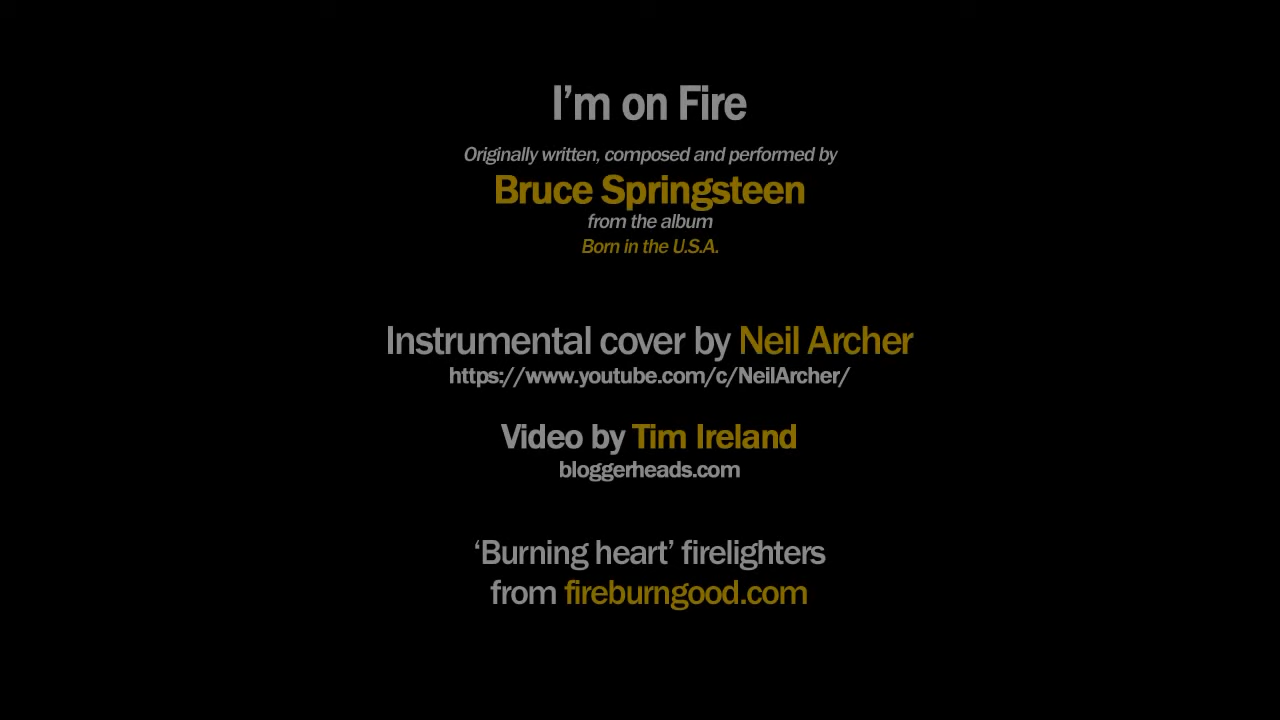 I’m on Fire
Originally written, composed and performed by
Bruce Springsteen
from the album
Born in the U.S.A.
Instrumental cover by Neil Archer
https://www.youtube.com/c/NeilArcher/
Video by Tim Ireland
bloggerheads.com
‘Burning heart’ firelighters
from fireburngood.com